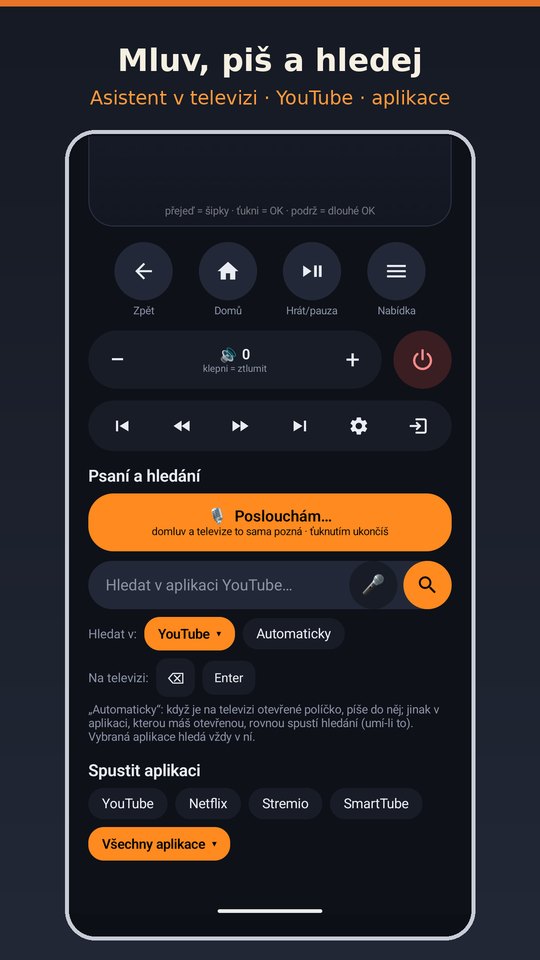 Mluv, piš a hledej
Asistent v televizi · YouTube · aplikace
přejeď = šipky · ťukni = OK · podrž = dlouhé OK
Zpět
Domů
Hrát/pauza
Nabídka
− 0 +
klepni = ztlumit
Psaní a hledání
Poslouchám…
domluv a televize to sama pozná · ťuknutím ukončíš
Hledat v aplikaci YouTube…
Hledat v: YouTube Automaticky
Na televizi: Enter
„Automaticky“: když je na televizi otevřené políčko, píše do něj; jinak v
aplikaci, kterou máš otevřenou, rovnou spustí hledání (umí-li to).
Vybraná aplikace hledá vždy v ní.
Spustit aplikaci
YouTube Netflix Stremio SmartTube
Všechny aplikace